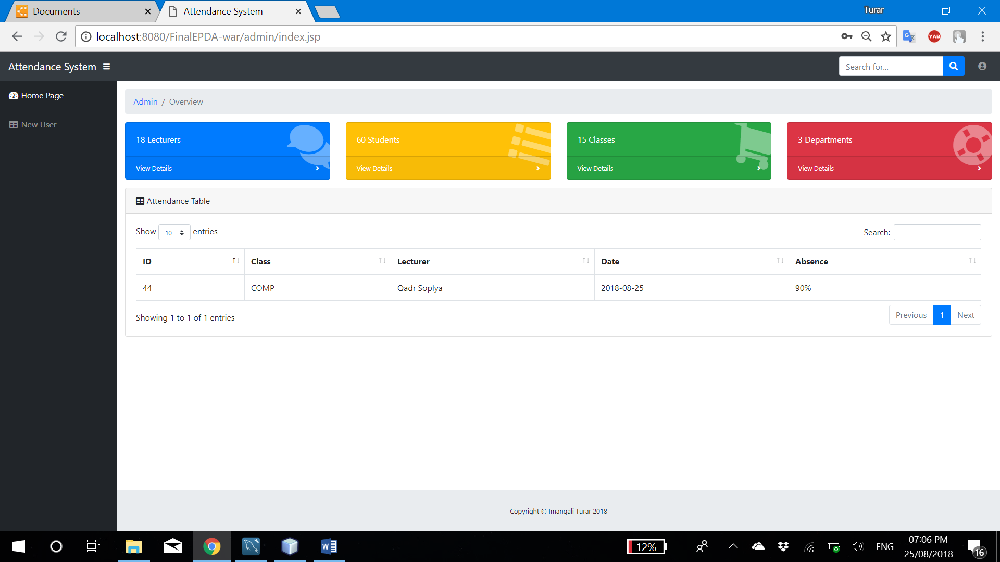 Documents
Attendance System
Turar
localhost:8080/FinalEPDA-war/admin/index.jsp
YAB
Attendance System
Search for...
Home Page
New User
Admin / Overview
18 Lecturers
60 Students
15 Classes
3 Departments
View Details
View Details
View Details
View Details
Attendance Table
Show 10 entries
Search:
ID Class Lecturer Date Absence
44 COMP Qadr Soplya 2018-08-25 90%
Showing 1 to 1 of 1 entries
Previous 1 Next
Copyright © Imangali Turar 2018
12%
ENG
07:06 PM
25/08/2018
16